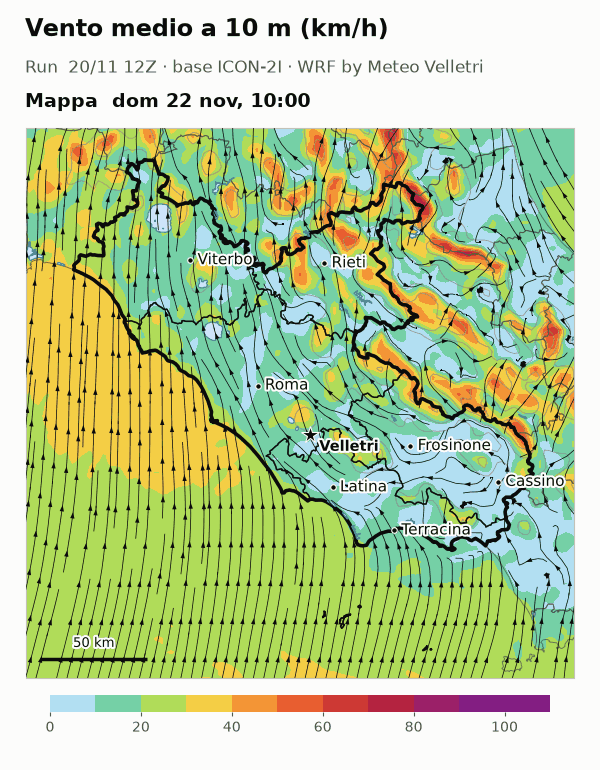 Vento medio a 10 m (km/h)
Run 20/11 12Z · base ICON-2I · WRF by Meteo Velletri
Mappa dom 22 nov, 10:00
Viterbo
Rieti
Roma
Velletri
Frosinone
Latina
Cassino
Terracina
50 km
0 20 40 60 80 100